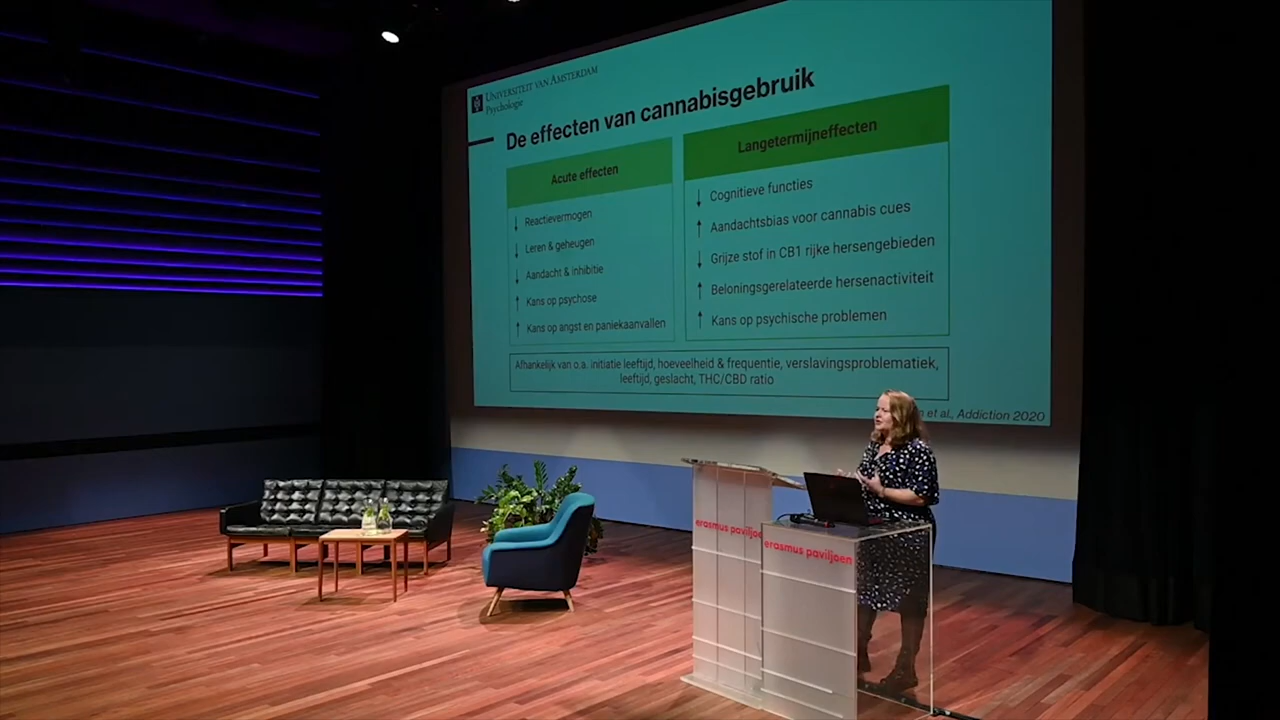 UNIVERSITEIT VAN AMSTERDAM
Psychologie
De effecten van cannabisgebruik
Acute effecten
↓ Reactievermogen
↓ Leren & geheugen
↓ Aandacht & inhibitie
↑ Kans op psychose
↑ Kans op angst en paniekaanvallen
Langetermijneffecten
↓ Cognitieve functies
↑ Aandachtsbias voor cannabis cues
↓ Grijze stof in CB1 rijke hersengebieden
↑ Beloningsgerelateerde hersenactiviteit
↑ Kans op psychische problemen
Afhankelijk van o.a. initiatie leeftijd, hoeveelheid & frequentie, verslavingsproblematiek,
leeftijd, geslacht, THC/CBD ratio
et al., Addiction 2020
erasmus paviljoen
erasmus paviljoen